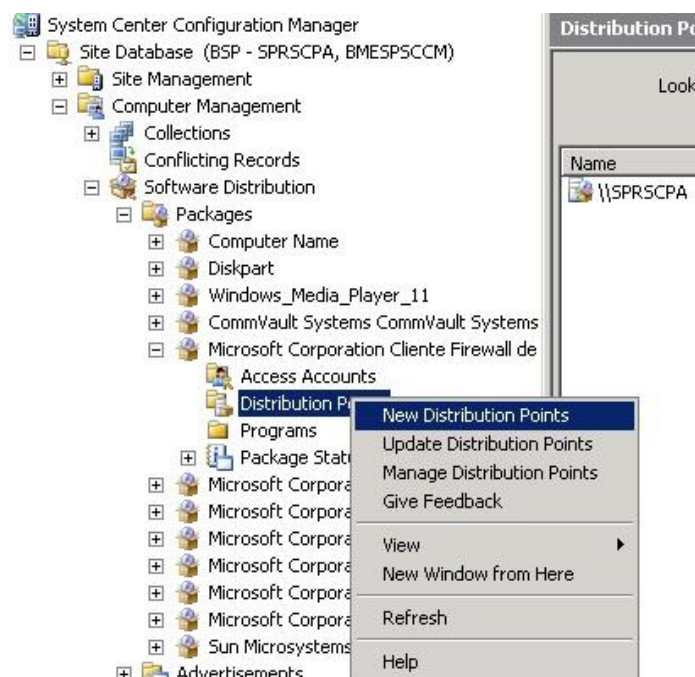 System Center Configuration Manager
Site Database (BSP - SPRSCPA, BMESPSCCM)
Site Management
Computer Management
Collections
Conflicting Records
Software Distribution
Packages
Computer Name
Diskpart
Windows_Media_Player_11
CommVault Systems CommVault Systems
Microsoft Corporation Cliente Firewall de
Access Accounts
Distribution P
Programs
Package Stat
Microsoft Corpora
Microsoft Corpora
Microsoft Corpora
Microsoft Corpora
Microsoft Corpora
Microsoft Corpora
Sun Microsystems
Advertisements
New Distribution Points
Update Distribution Points
Manage Distribution Points
Give Feedback
View
New Window from Here
Refresh
Help
Distribution Po
Look
Name
\\SPRSCPA